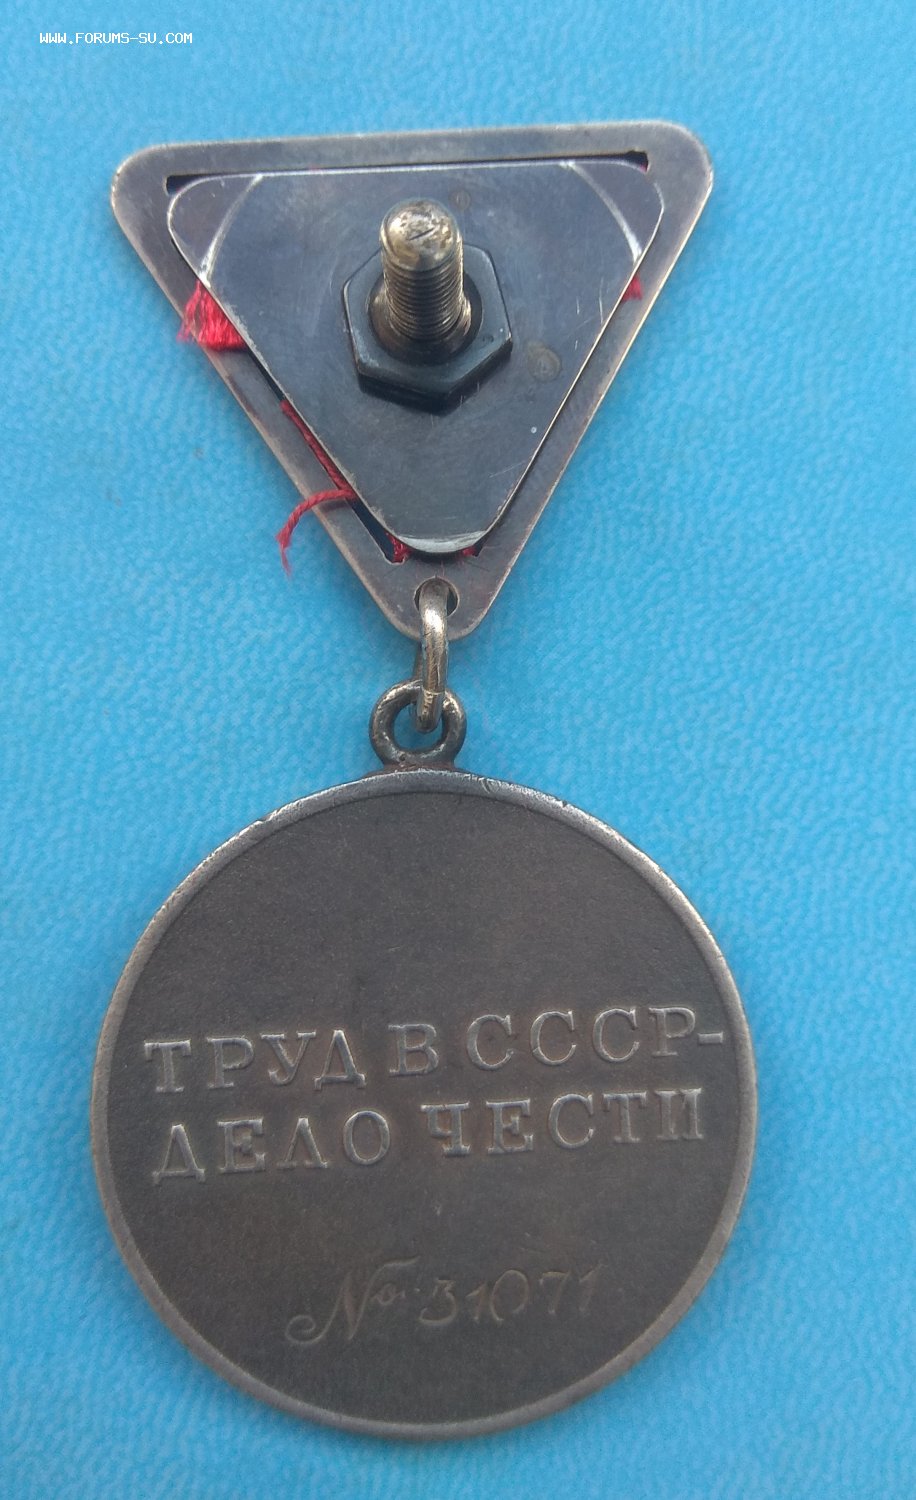 WWW.FORUMS-SU.COM
ТРУД В СССР-
ДЕЛО ЧЕСТИ
№ 31071